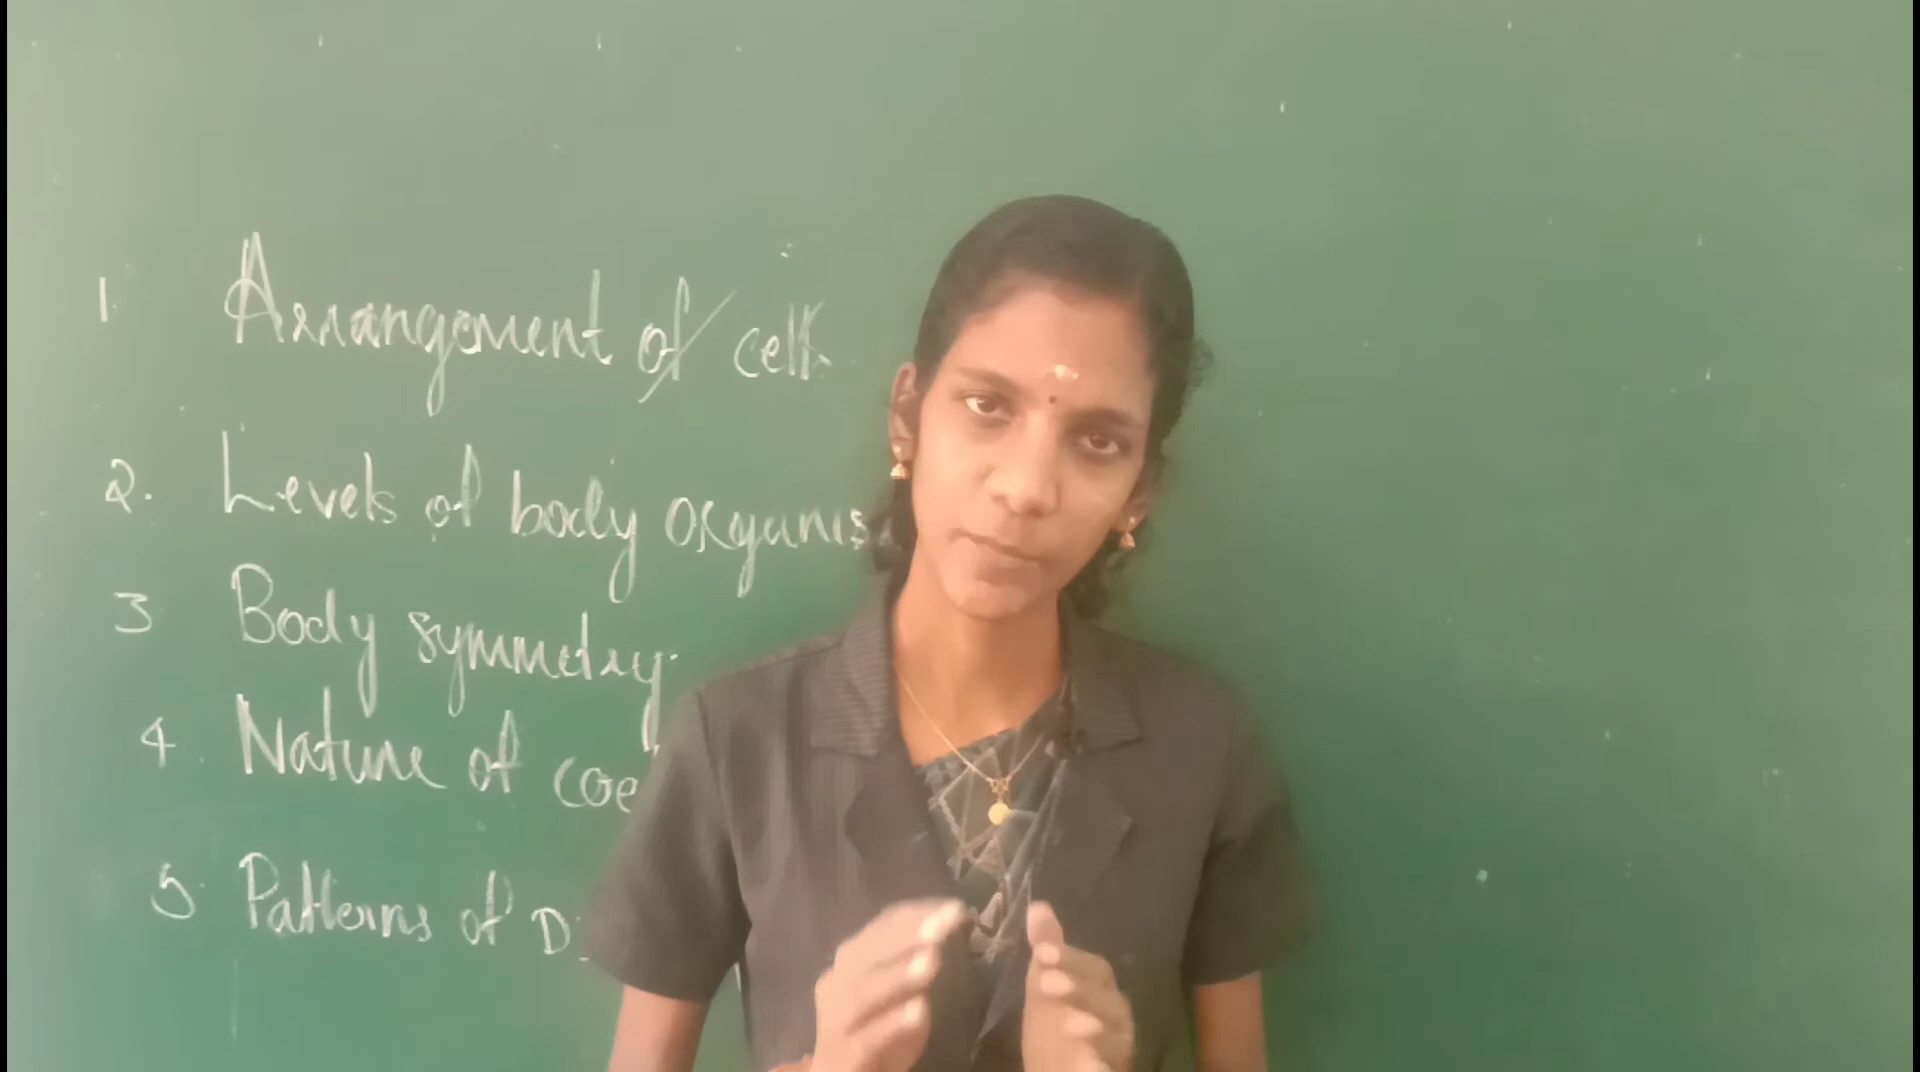 1. Arrangement of cells
2. Levels of body organis
3 Body symmetry.
4. Nature of coe
5. Patterns of D